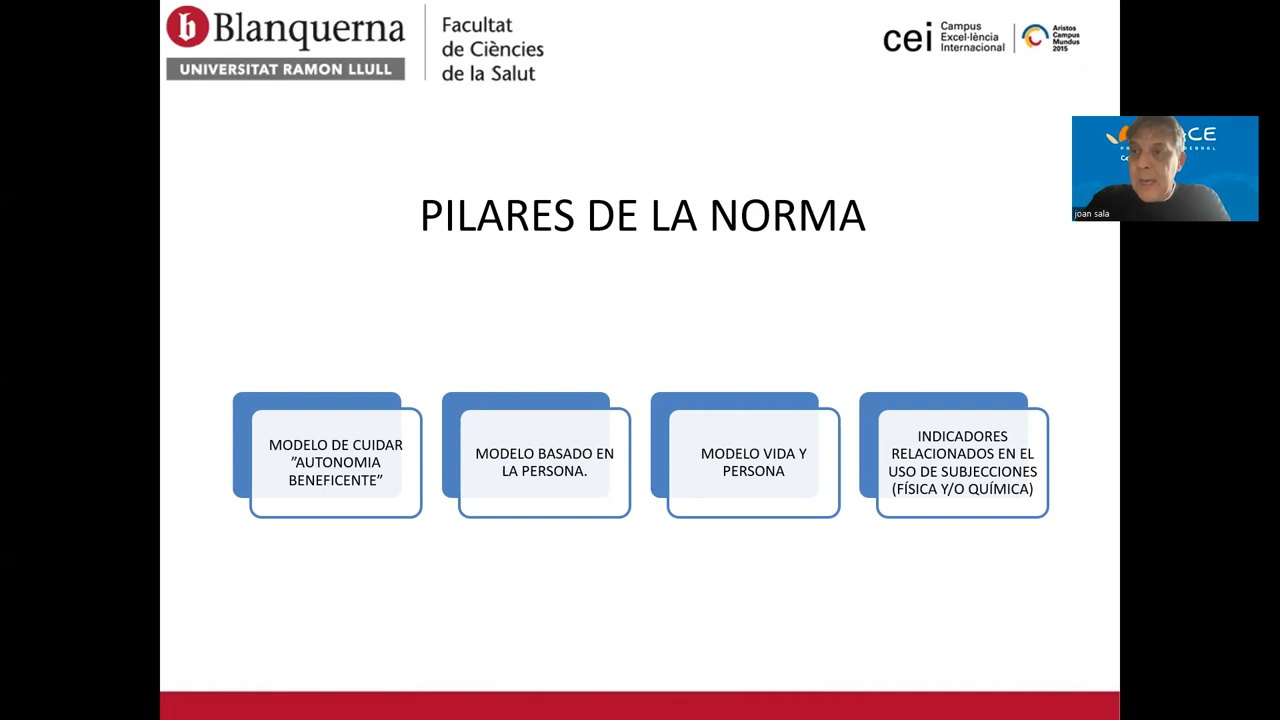 Blanquerna
UNIVERSITAT RAMON LLULL
Facultat
de Ciències
de la Salut
cei
Campus
Excel·lència
Internacional
Aristos
Campus
Mundus
2015
joan sala
PILARES DE LA NORMA
MODELO DE CUIDAR
”AUTONOMIA
BENEFICENTE”
MODELO BASADO EN
LA PERSONA.
MODELO VIDA Y
PERSONA
INDICADORES
RELACIONADOS EN EL
USO DE SUBJECCIONES
(FÍSICA Y/O QUÍMICA)